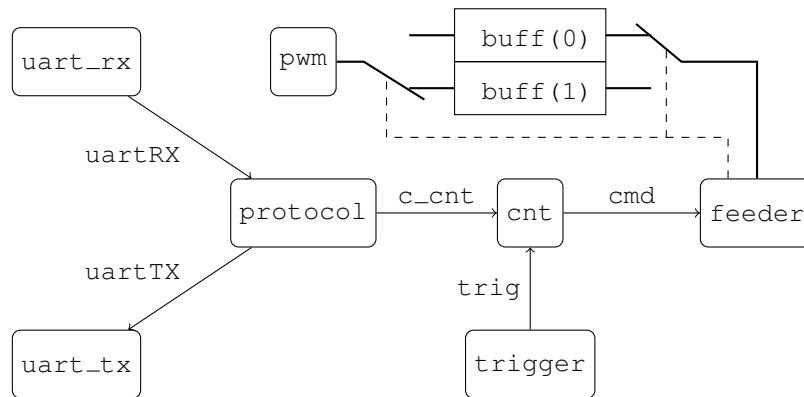 buff(0)
uart_rx
pwm
buff(1)
uartRX
protocol
c_cnt
cnt
cmd
feeder
uartTX
trig
uart_tx
trigger